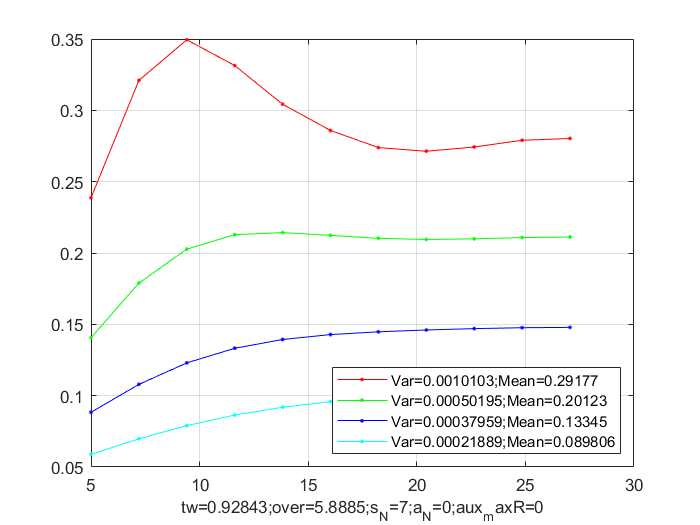 0.35
0.3
0.25
0.2
0.15
0.1
0.05
Var=0.0010103;Mean=0.29177
Var=0.00050195;Mean=0.20123
Var=0.00037959;Mean=0.13345
Var=0.00021889;Mean=0.089806
5 10 15 20 25 30
tw=0.92843;over=5.8885;s_N=7;a_N=0;aux_maxR=0